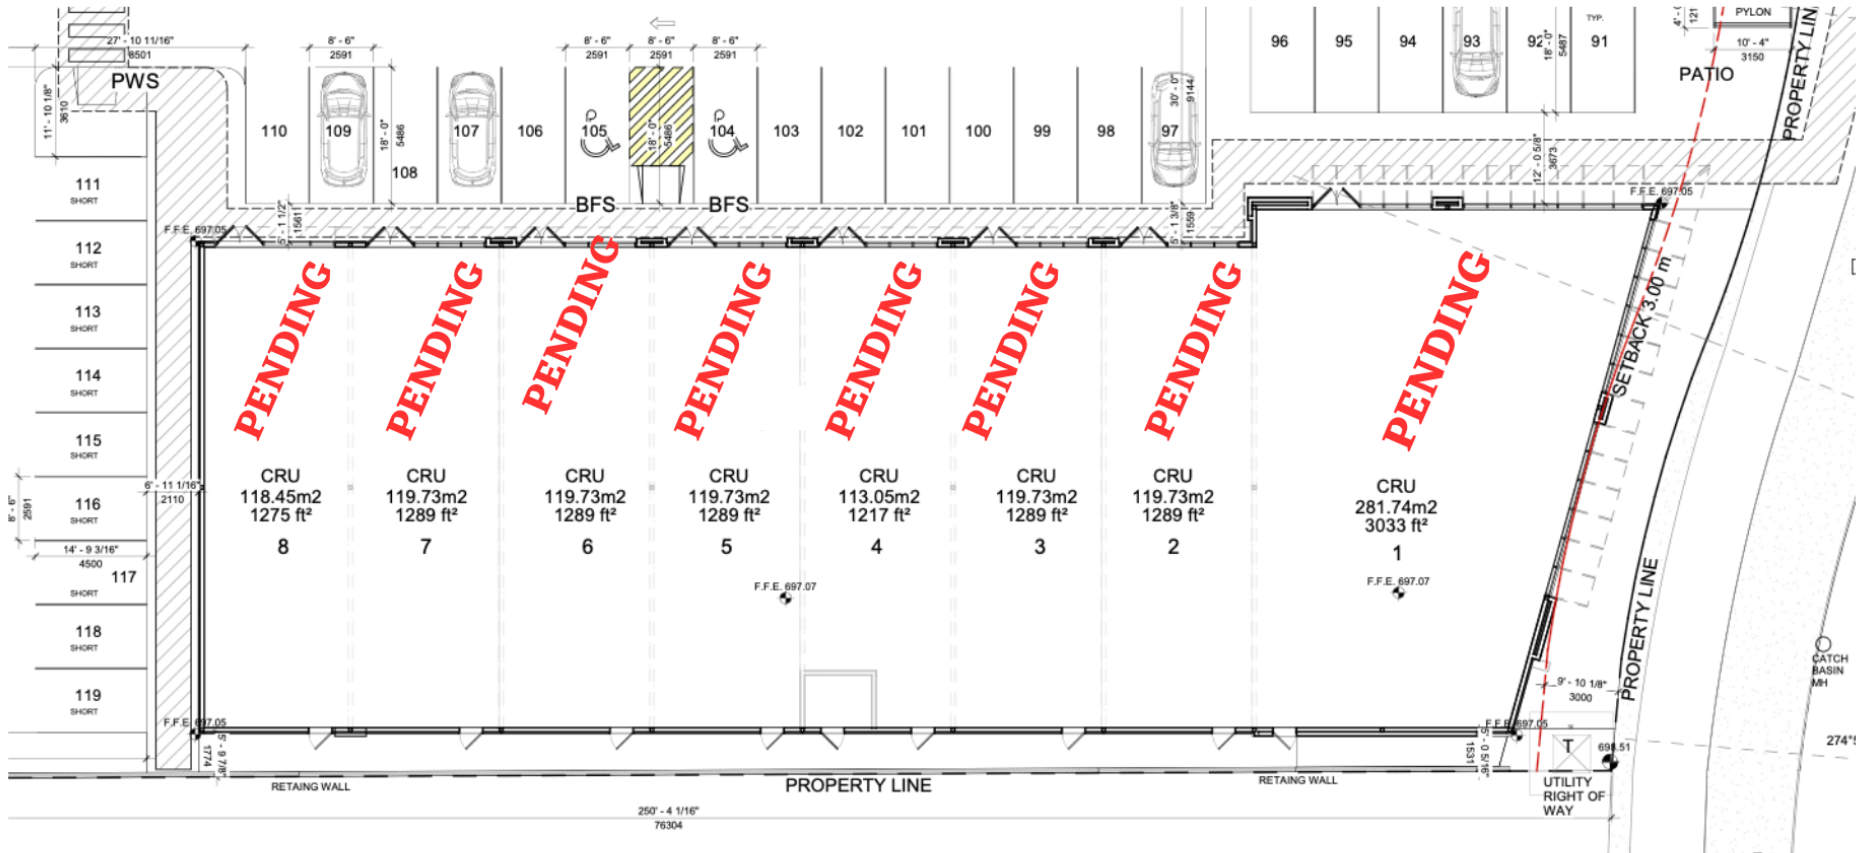 27' - 10 11/16"
8501
8' - 6"
2591
8' - 6"
2591
8' - 6"
2591
8' - 6"
2591
96
95
94
93
92
91
TYP.
18' - 0"
5487
PYLON
10' - 4"
3150
PATIO
PROPERTY LIN
PWS
11' - 10 1/8"
3610
110
109
18' - 0"
5486
108
107
106
105
18' - 0"
5486
104
103
102
101
100
99
98
97
30' - 0"
9144
12' - 0 5/8"
3673
BFS
BFS
5' - 1 1/2"
1561
5' - 1 3/8"
1559
F.F.E. 697.05
F.F.E. 697.05
111
SHORT
112
SHORT
113
SHORT
114
SHORT
115
SHORT
116
SHORT
8' - 6"
2591
6' - 11 1/16"
2110
14' - 9 3/16"
4500
117
SHORT
118
SHORT
119
SHORT
PENDING
PENDING
PENDING
PENDING
PENDING
PENDING
PENDING
PENDING
SETBACK 3.00 m
CRU
118.45m2
1275 ft²
8
CRU
119.73m2
1289 ft²
7
CRU
119.73m2
1289 ft²
6
CRU
119.73m2
1289 ft²
5
CRU
113.05m2
1217 ft²
4
CRU
119.73m2
1289 ft²
3
CRU
119.73m2
1289 ft²
2
CRU
281.74m2
3033 ft²
1
F.F.E. 697.07
F.F.E. 697.07
PROPERTY LINE
CATCH
BASIN
MH
9' - 10 1/8"
3000
F.F.E. 697.05
F.F.E. 697.05
5' - 9 7/8"
1774
5' - 0 5/16"
1531
T
274°5
RETAING WALL
PROPERTY LINE
RETAING WALL
UTILITY
RIGHT OF
WAY
250' - 4 1/16"
76304